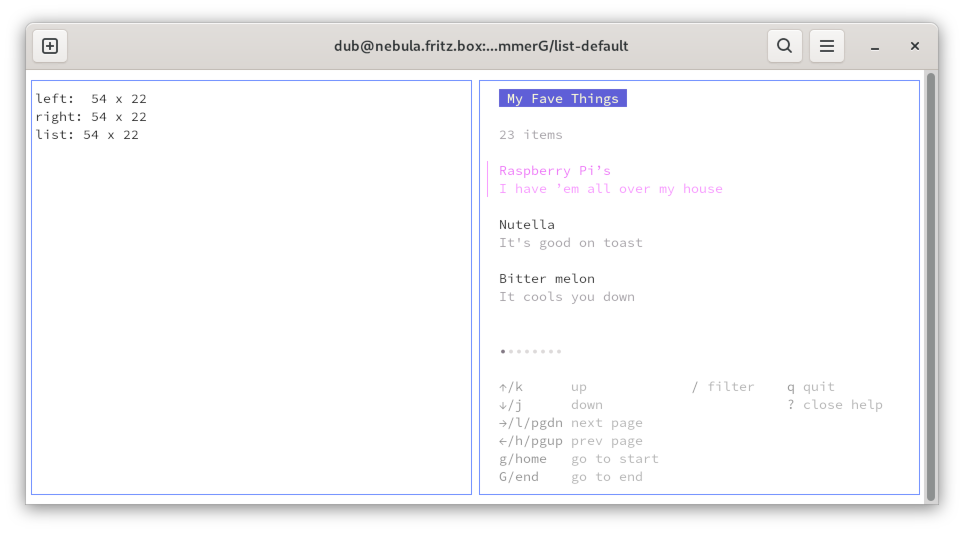 dub@nebula.fritz.box:...mmerG/list-default
left:  54 x 22
right: 54 x 22
list: 54 x 22
My Fave Things
23 items
Raspberry Pi’s
I have ’em all over my house
Nutella
It's good on toast
Bitter melon
It cools you down
↑/k up / filter q quit
↓/j down ? close help
→/l/pgdn next page
←/h/pgup prev page
g/home go to start
G/end go to end